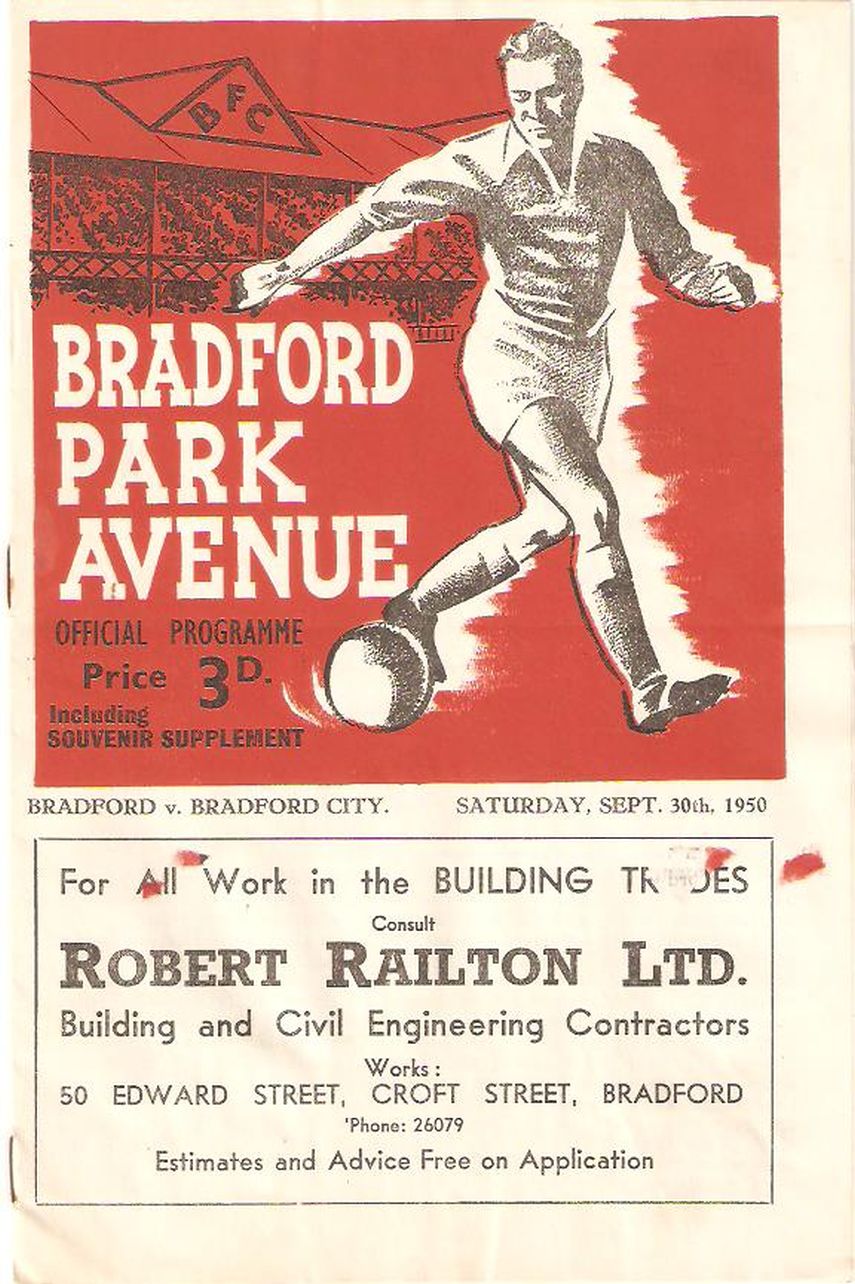 BFC
BRADFORD
PARK
AVENUE
OFFICIAL PROGRAMME
Price 3D.
Including
SOUVENIR SUPPLEMENT
BRADFORD v. BRADFORD CITY. SATURDAY, SEPT. 30th, 1950
For All Work in the BUILDING
Consult
ROBERT RAILTON LTD.
Building and Civil Engineering Contractors
Works :
50 EDWARD STREET, CROFT STREET, BRADFORD
'Phone: 26079
Estimates and Advice Free on Application